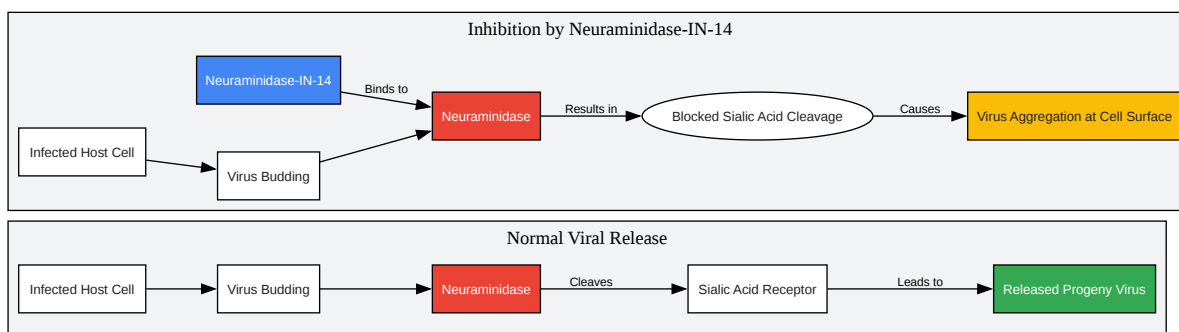 Inhibition by Neuraminidase-IN-14
Neuraminidase-IN-14
Binds to
Neuraminidase
Results in
Blocked Sialic Acid Cleavage
Causes
Virus Aggregation at Cell Surface
Infected Host Cell
Virus Budding
Normal Viral Release
Infected Host Cell
Virus Budding
Neuraminidase
Cleaves
Sialic Acid Receptor
Leads to
Released Progeny Virus